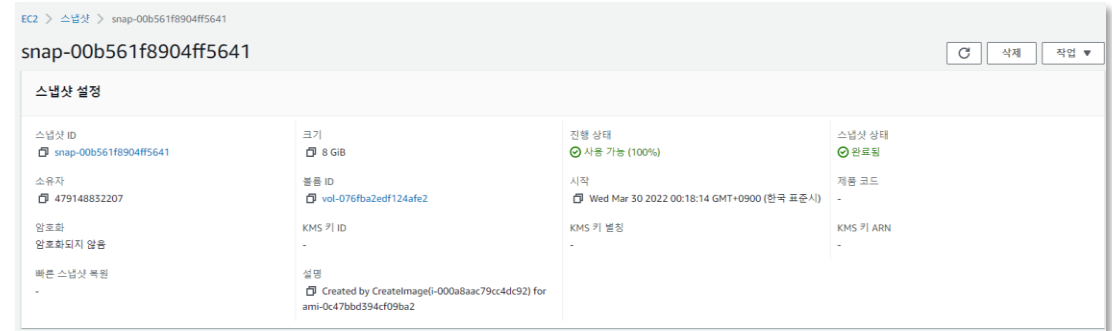 EC2 > 스냅샷 > snap-00b561f8904ff5641
snap-00b561f8904ff5641
삭제
작업 ▼
스냅샷 설정
스냅샷 ID
snap-00b561f8904ff5641
크기
8 GiB
진행 상태
사용 가능 (100%)
스냅샷 상태
완료됨
소유자
479148832207
볼륨 ID
vol-076fba2edf124afe2
시작
Wed Mar 30 2022 00:18:14 GMT+0900 (한국 표준시)
제품 코드
-
암호화
암호화되지 않음
KMS 키 ID
-
KMS 키 별칭
-
KMS 키 ARN
-
빠른 스냅샷 복원
-
설명
Created by CreateImage(i-000a8aac79cc4dc92) for
ami-0c47bbd394cf09ba2